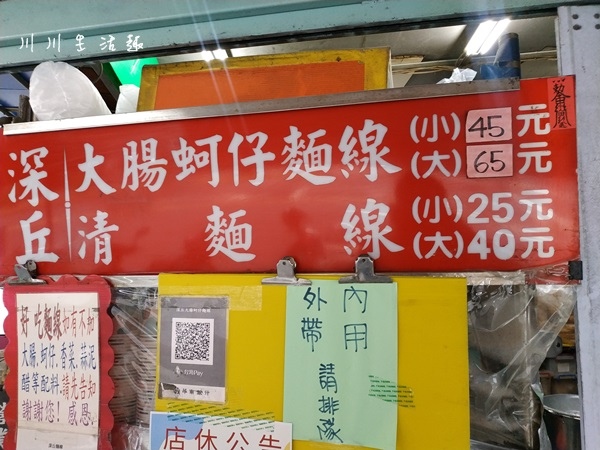 川川生活趣
深丘
大腸蚵仔麵線
(小)45元
(大)65元
清麵線
(小)25元
(大)40元
好吃麵線如有不加
大腸、蚵仔、香菜、蒜泥
醋等配料,請先告知
謝謝您!感恩。
內用
外帶
請排隊
店休公告